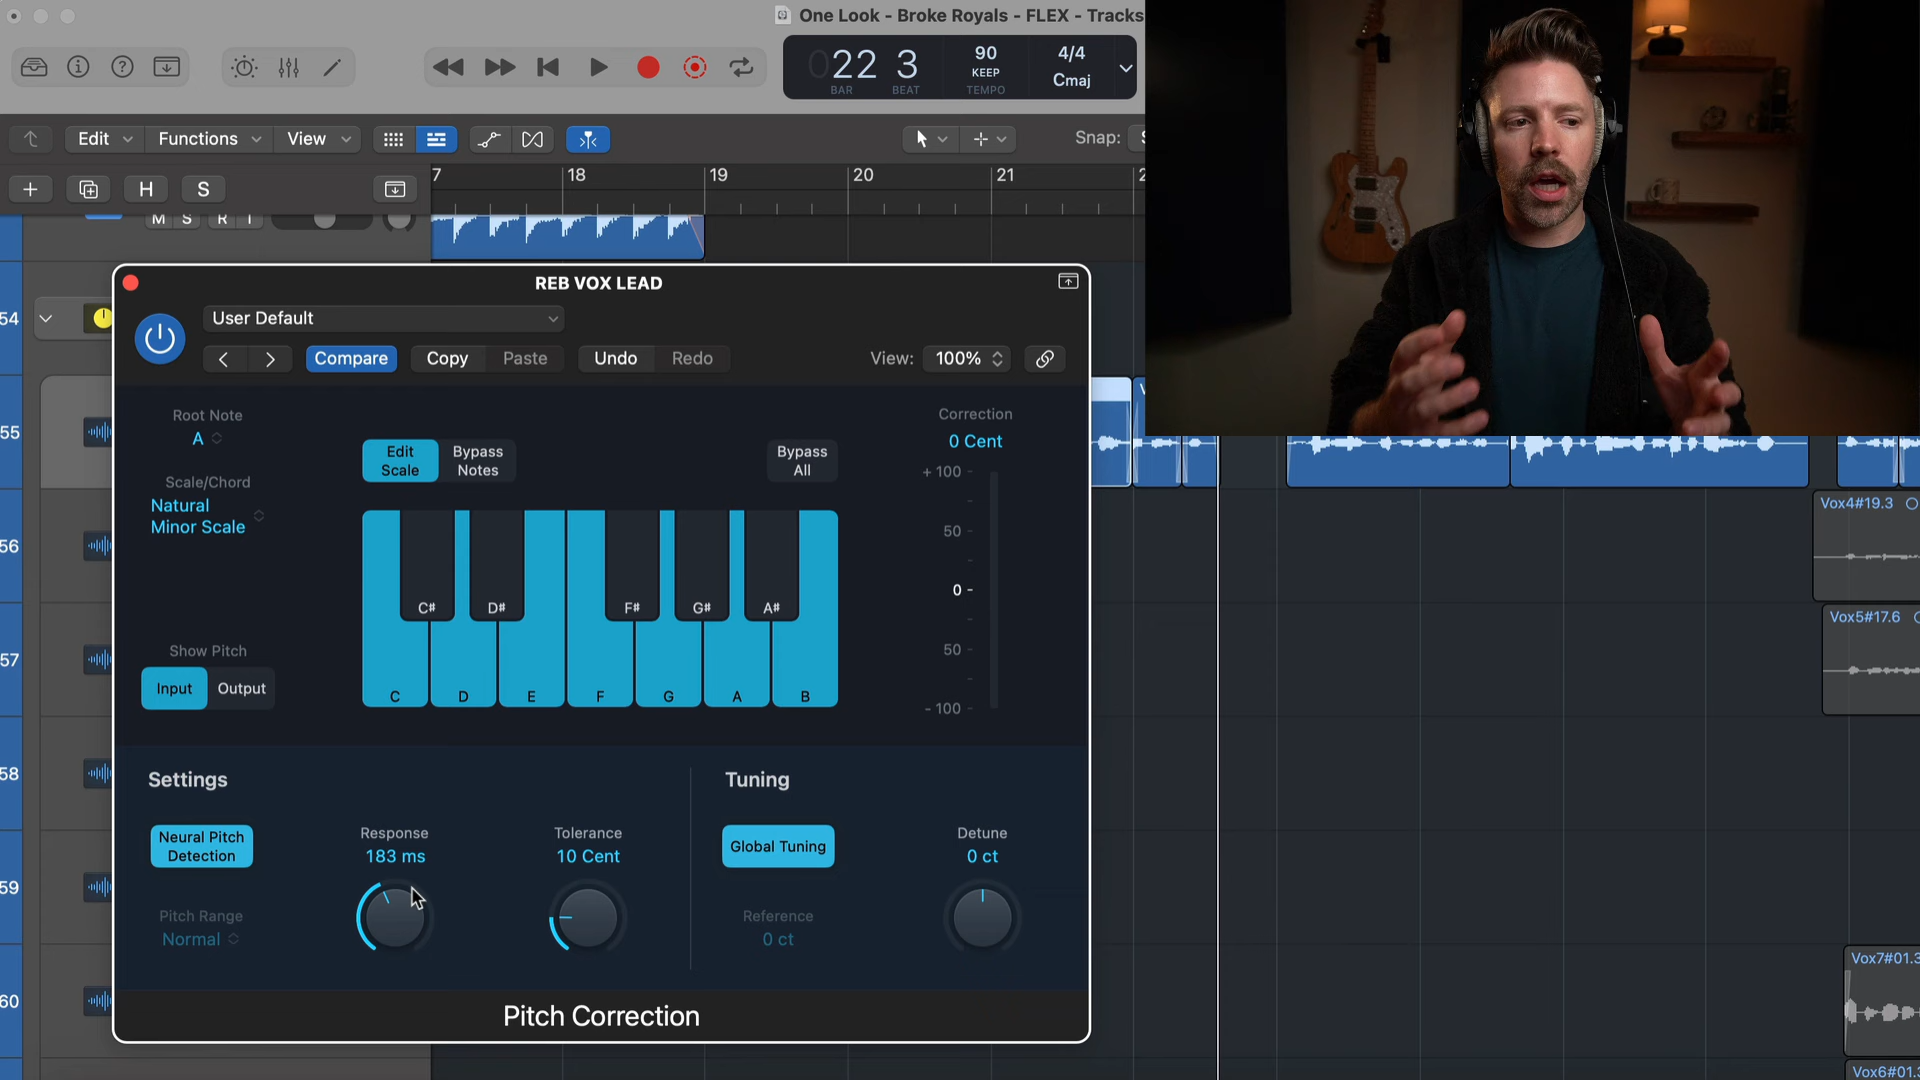 One Look - Broke Royals - FLEX - Tracks
22 3
BAR BEAT
90
KEEP
TEMPO
4/4
Cmaj
Edit Functions View
Snap:
H S
7 18 19 20 21
M S R I
54
55
56
57
58
59
60
REB VOX LEAD
User Default
Compare Copy Paste Undo Redo
View: 100%
Root Note
A
Scale/Chord
Natural
Minor Scale
Edit
Scale
Bypass
Notes
Bypass
All
Correction
0 Cent
+ 100
50
0
50
- 100
C# D# F# G# A#
C D E F G A B
Show Pitch
Input Output
Settings
Neural Pitch
Detection
Pitch Range
Normal
Response
183 ms
Tolerance
10 Cent
Tuning
Global Tuning
Reference
0 ct
Detune
0 ct
Pitch Correction
Vox4#19.3
Vox5#17.6
Vox7#01.3
Vox6#01.